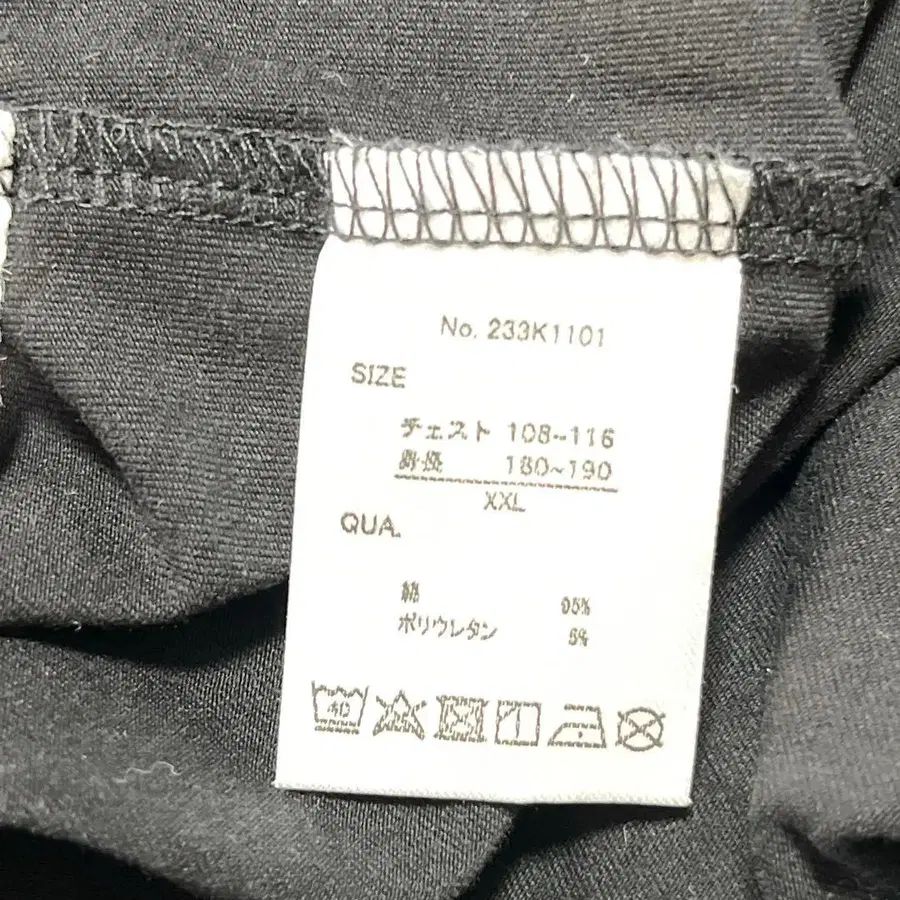 No. 233K1101
SIZE
チェスト 108~116
身長 180~190
XXL
QUA.
綿 95%
ポリウレタン 5%
40